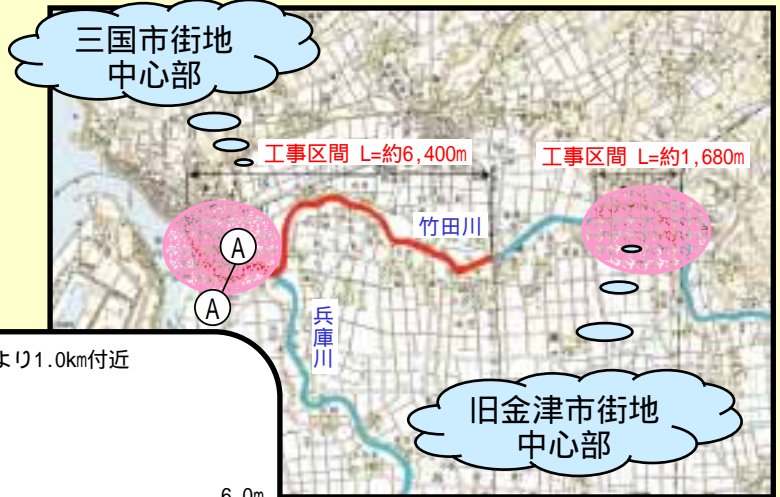 三国市街地
中心部
工事区間 L=約6,400m
工事区間 L=約1,680m
竹田川
A
A
兵庫川
より1.0km付近
旧金津市街地
中心部
6.0m